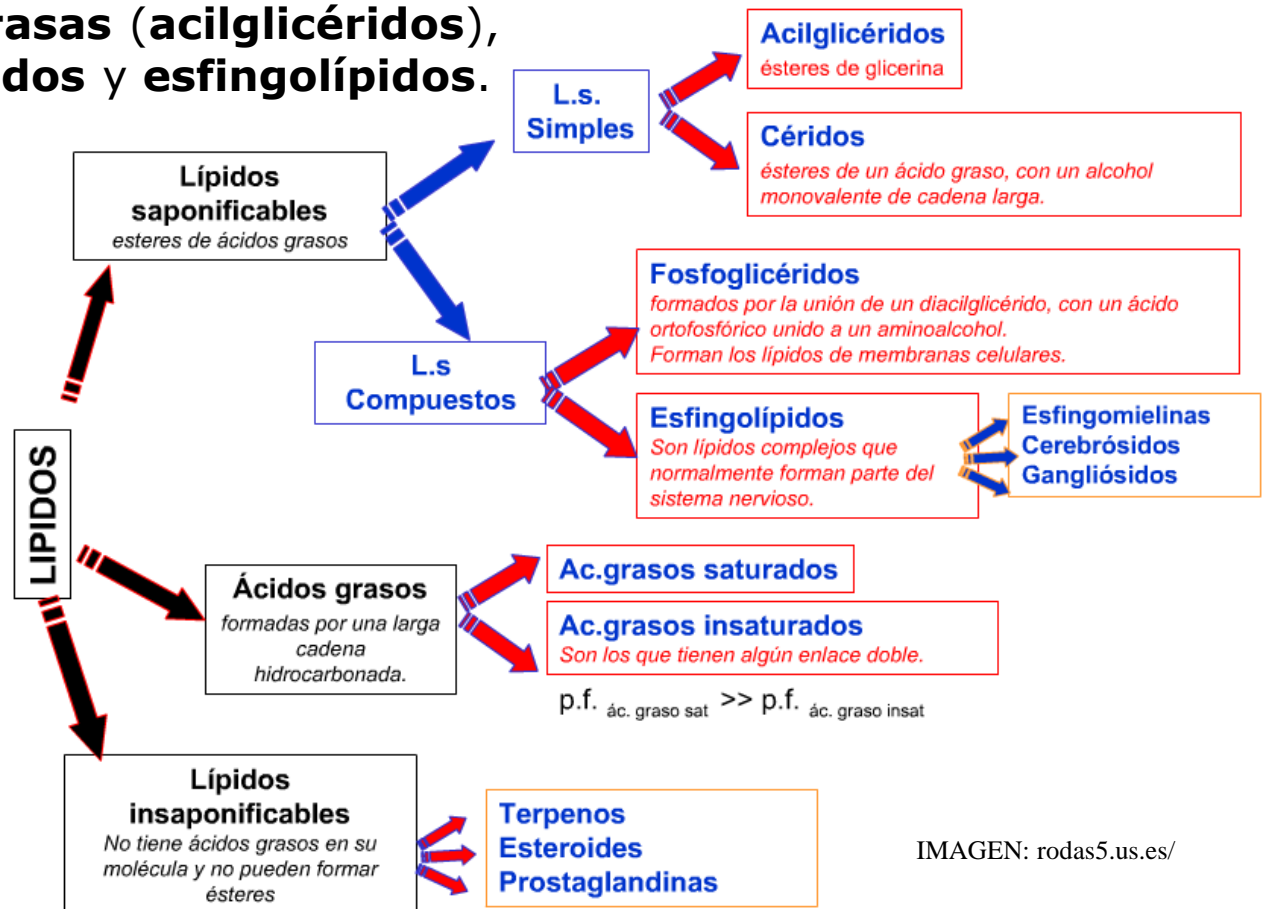 rasas (acilglicéridos),
dos y esfingolípidos.
L.s.
Simples
Acilglicéridos
ésteres de glicerina
Céridos
ésteres de un ácido graso, con un alcohol
monovalente de cadena larga.
Lípidos
saponificables
esteres de ácidos grasos
L.s
Compuestos
Fosfoglicéridos
formados por la unión de un diacilglicérido, con un ácido
ortofosfórico unido a un aminoalcohol.
Forman los lípidos de membranas celulares.
Esfingolípidos
Son lípidos complejos que
normalmente forman parte del
sistema nervioso.
Esfingomielinas
Cerebrósidos
Gangliósidos
LIPIDOS
Ácidos grasos
formadas por una larga
cadena
hidrocarbonada.
Ac.grasos saturados
Ac.grasos insaturados
Son los que tienen algún enlace doble.
p.f. ác. graso sat >> p.f. ác. graso insat
Lípidos
insaponificables
No tiene ácidos grasos en su
molécula y no pueden formar
ésteres
Terpenos
Esteroides
Prostaglandinas
IMAGEN: rodas5.us.es/